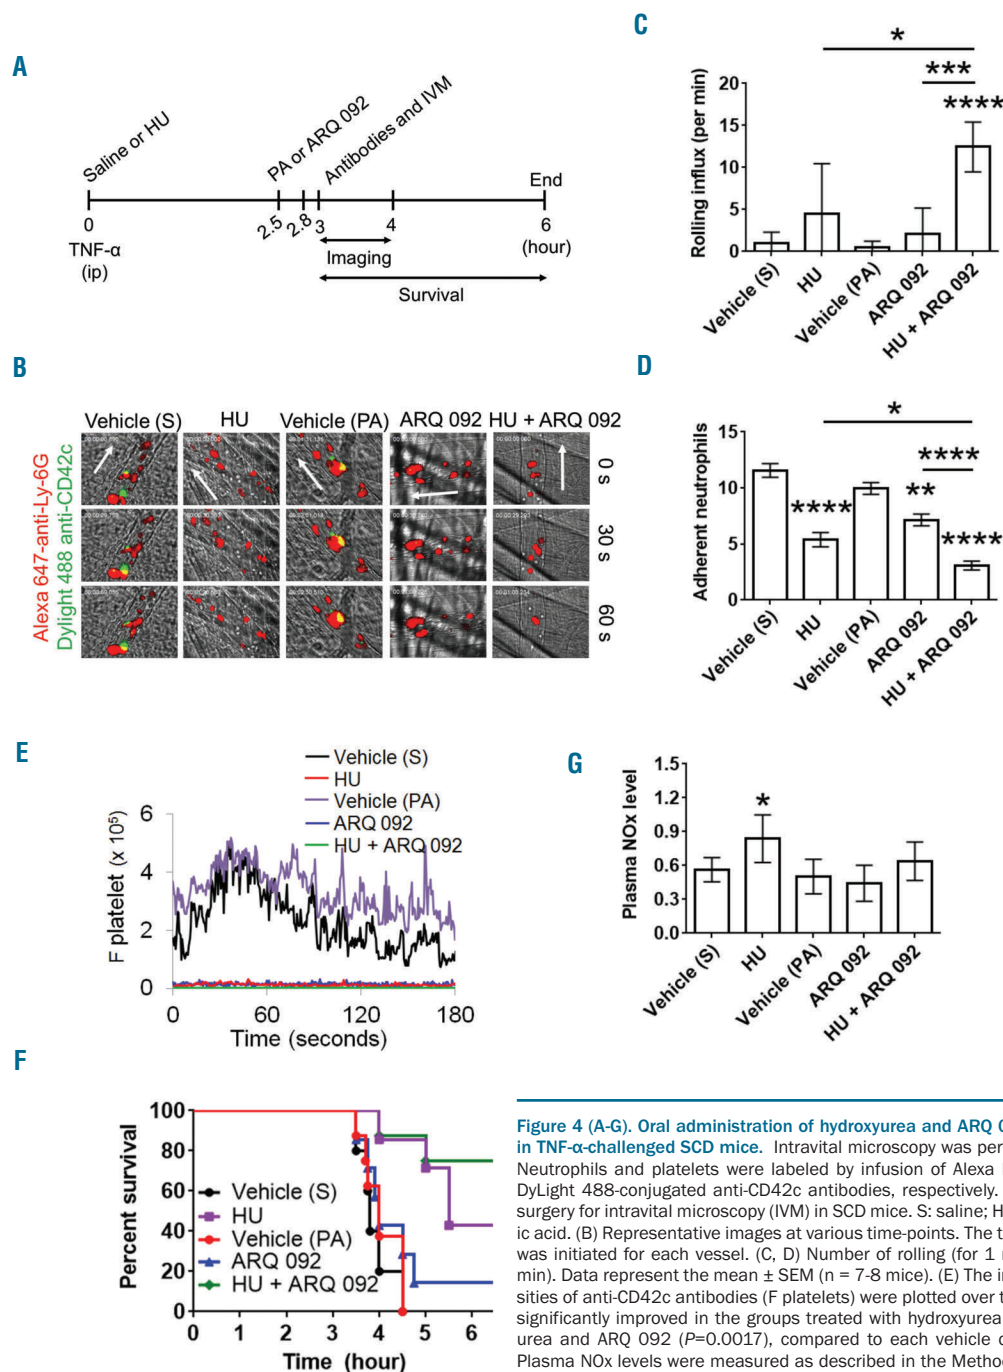 A
Saline or HU
PA or ARQ 092
Antibodies and IVM
End
0
2.5
2.8
3
4
6
TNF-α
(ip)
(hour)
Imaging
Survival
B
Vehicle (S)
HU
Vehicle (PA)
ARQ 092
HU + ARQ 092
Alexa 647-anti-Ly-6G
Dylight 488 anti-CD42c
0 s
30 s
60 s
C
*
***
****
Rolling influx (per min)
20
15
10
5
0
Vehicle (S)
HU
Vehicle (PA)
ARQ 092
HU + ARQ 092
D
*
****
****
**
****
Adherent neutrophils
15
10
5
0
Vehicle (S)
HU
Vehicle (PA)
ARQ 092
HU + ARQ 092
E
Vehicle (S)
HU
Vehicle (PA)
ARQ 092
HU + ARQ 092
F platelet (x 10⁵)
6
4
2
0
0
60
120
180
Time (seconds)
G
*
Plasma NOx level
1.5
1.2
0.9
0.6
0.3
0.0
Vehicle (S)
HU
Vehicle (PA)
ARQ 092
HU + ARQ 092
F
Percent survival
100
80
60
40
20
0
Vehicle (S)
HU
Vehicle (PA)
ARQ 092
HU + ARQ 092
0
1
2
3
4
5
6
Time (hour)
Figure 4 (A-G). Oral administration of hydroxyurea and ARQ 0
in TNF-α-challenged SCD mice. Intravital microscopy was per
Neutrophils and platelets were labeled by infusion of Alexa
DyLight 488-conjugated anti-CD42c antibodies, respectively.
surgery for intravital microscopy (IVM) in SCD mice. S: saline; H
ic acid. (B) Representative images at various time-points. The t
was initiated for each vessel. (C, D) Number of rolling (for 1
min). Data represent the mean ± SEM (n = 7-8 mice). (E) The i
sities of anti-CD42c antibodies (F platelets) were plotted over t
significantly improved in the groups treated with hydroxyurea
urea and ARQ 092 (P=0.0017), compared to each vehicle c
Plasma NOx levels were measured as described in the Metho